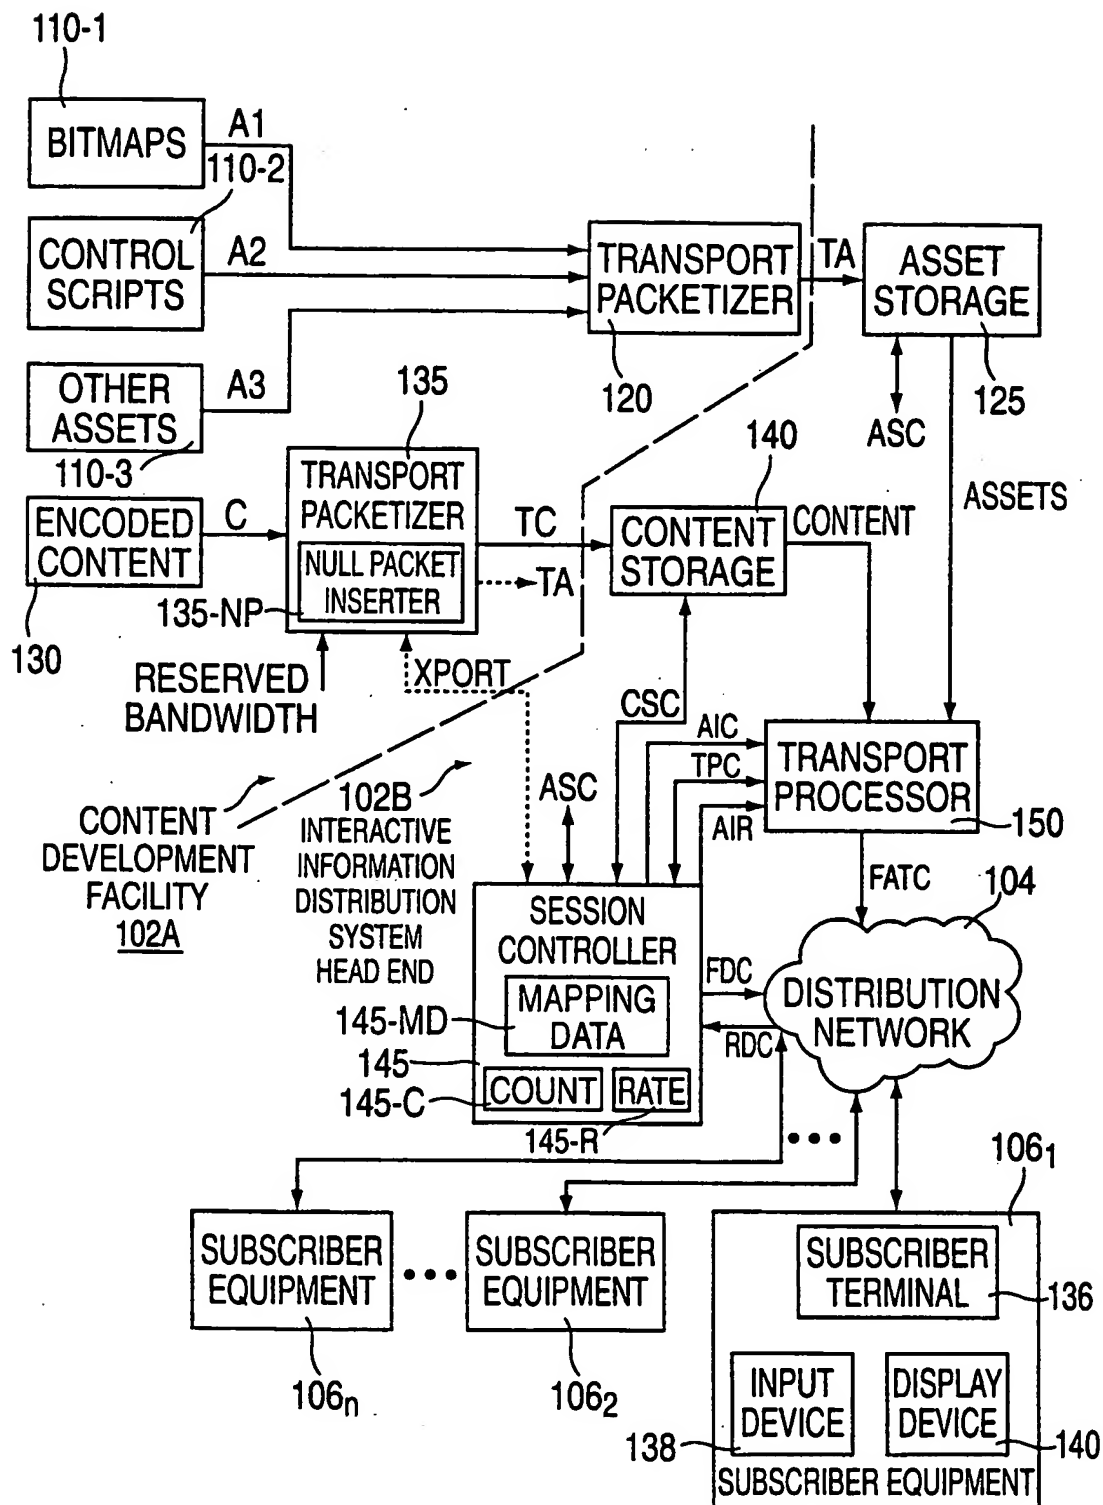 110-1
BITMAPS
A1
110-2
CONTROL
SCRIPTS
A2
TRANSPORT
PACKETIZER
120
TA
ASSET
STORAGE
125
OTHER
ASSETS
A3
110-3
135
ASC
140
ENCODED
CONTENT
130
C
TRANSPORT
PACKETIZER
NULL PACKET
INSERTER
135-NP
TC
TA
CONTENT
STORAGE
CONTENT
ASSETS
RESERVED
BANDWIDTH
XPORT
CSC
AIC
TPC
AIR
TRANSPORT
PROCESSOR
150
CONTENT
DEVELOPMENT
FACILITY
102A
102B
INTERACTIVE
INFORMATION
DISTRIBUTION
SYSTEM
HEAD END
ASC
FATC
104
SESSION
CONTROLLER
MAPPING
DATA
145-MD
145
COUNT
145-C
RATE
145-R
FDC
RDC
DISTRIBUTION
NETWORK
SUBSCRIBER
EQUIPMENT
106n
SUBSCRIBER
EQUIPMENT
1062
1061
SUBSCRIBER
TERMINAL
136
INPUT
DEVICE
138
DISPLAY
DEVICE
140
SUBSCRIBER EQUIPMENT